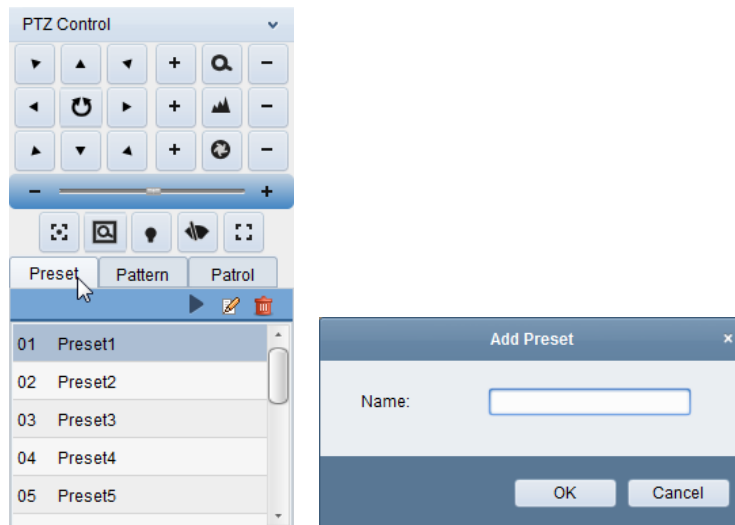 PTZ Control
Preset Pattern Patrol
01 Preset1
02 Preset2
03 Preset3
04 Preset4
05 Preset5
Add Preset ×
Name:
OK Cancel